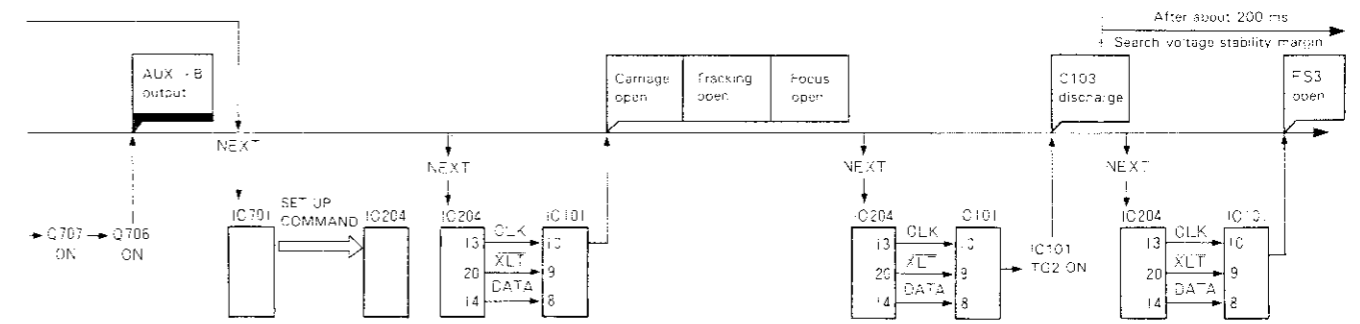 After about 200 ms
Search voltage stability margin
AUX +B
output
Carriage
open
Tracking
open
Focus
open
C103
discharge
FS3
open
NEXT
NEXT
NEXT
NEXT
Q707
ON
Q706
ON
IC701
SET UP
COMMAND
IC204
IC204
13
20
14
CLK
XLT
DATA
IC101
10
9
8
IC204
13
20
14
CLK
XLT
DATA
IC101
10
9
8
IC101
TG2 ON
IC204
13
20
14
CLK
XLT
DATA
IC101
10
9
8